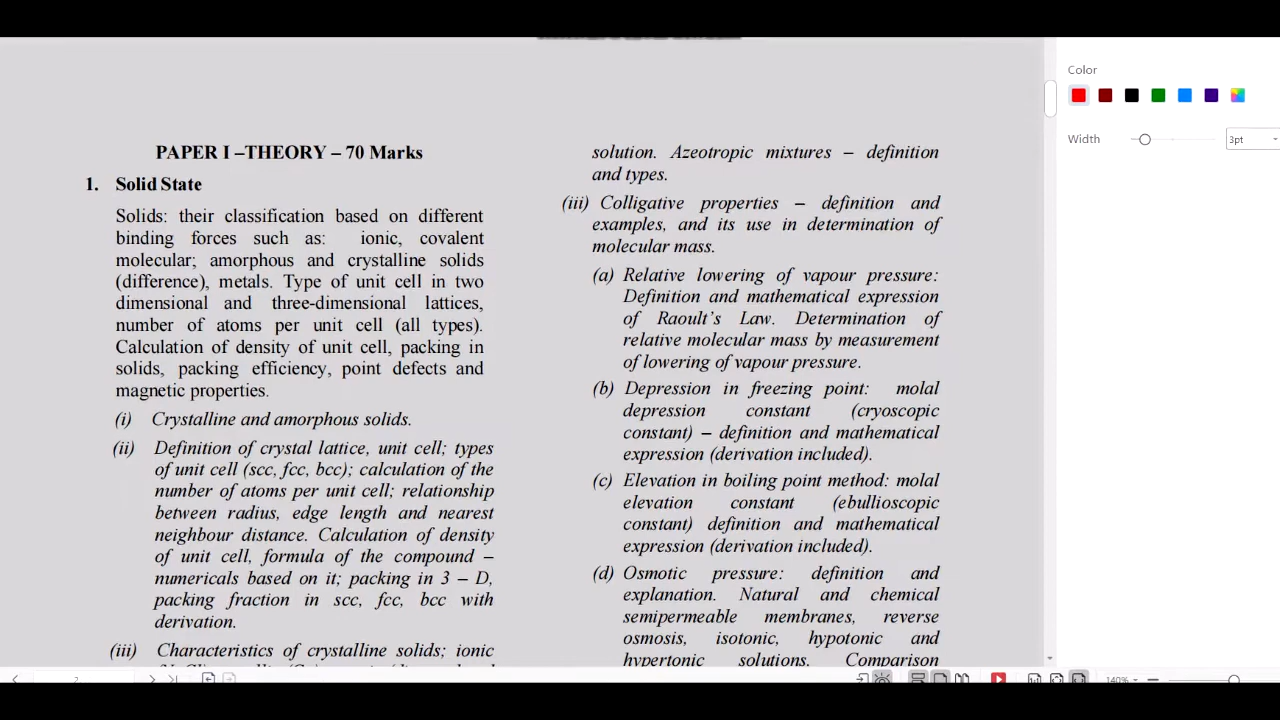 PAPER I –THEORY – 70 Marks
1. Solid State
Solids: their classification based on different
binding forces such as: ionic, covalent
molecular; amorphous and crystalline solids
(difference), metals. Type of unit cell in two
dimensional and three-dimensional lattices,
number of atoms per unit cell (all types).
Calculation of density of unit cell, packing in
solids, packing efficiency, point defects and
magnetic properties.
(i) Crystalline and amorphous solids.
(ii) Definition of crystal lattice, unit cell; types
of unit cell (scc, fcc, bcc); calculation of the
number of atoms per unit cell; relationship
between radius, edge length and nearest
neighbour distance. Calculation of density
of unit cell, formula of the compound –
numericals based on it; packing in 3 – D,
packing fraction in scc, fcc, bcc with
derivation.
(iii) Characteristics of crystalline solids; ionic
solution. Azeotropic mixtures – definition
and types.
(iii) Colligative properties – definition and
examples, and its use in determination of
molecular mass.
(a) Relative lowering of vapour pressure:
Definition and mathematical expression
of Raoult's Law. Determination of
relative molecular mass by measurement
of lowering of vapour pressure.
(b) Depression in freezing point: molal
depression constant (cryoscopic
constant) – definition and mathematical
expression (derivation included).
(c) Elevation in boiling point method: molal
elevation constant (ebullioscopic
constant) definition and mathematical
expression (derivation included).
(d) Osmotic pressure: definition and
explanation. Natural and chemical
semipermeable membranes, reverse
osmosis, isotonic, hypotonic and
hypertonic solutions. Comparison
Color
Width
3pt
2
140%